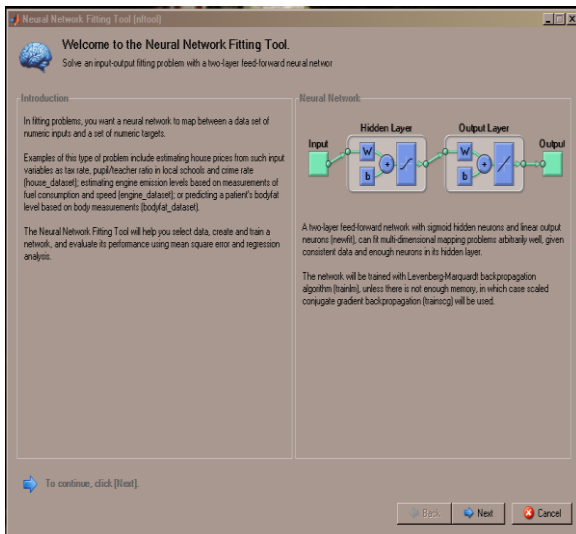 Neural Network Fitting Tool (nftool)
Welcome to the Neural Network Fitting Tool.
Solve an input-output fitting problem with a two-layer feed-forward neural networ
Introduction
In fitting problems, you want a neural network to map between a data set of
numeric inputs and a set of numeric targets.
Examples of this type of problem include estimating house prices from such input
variables as tax rate, pupil/teacher ratio in local schools and crime rate
(house_dataset); estimating engine emission levels based on measurements of
fuel consumption and speed (engine_dataset); or predicting a patient's bodyfat
level based on body measurements (bodyfat_dataset).
The Neural Network Fitting Tool will help you select data, create and train a
network, and evaluate its performance using mean square error and regression
analysis.
Neural Network
Hidden Layer
Output Layer
Input
Output
W
b
+
W
b
+
A two-layer feed-forward network with sigmoid hidden neurons and linear output
neurons (newfit), can fit multi-dimensional mapping problems arbitrarily well, given
consistent data and enough neurons in its hidden layer.
The network will be trained with Levenberg-Marquardt backpropagation
algorithm (trainlm), unless there is not enough memory, in which case scaled
conjugate gradient backpropagation (trainscg) will be used.
To continue, click [Next].
Back
Next
Cancel